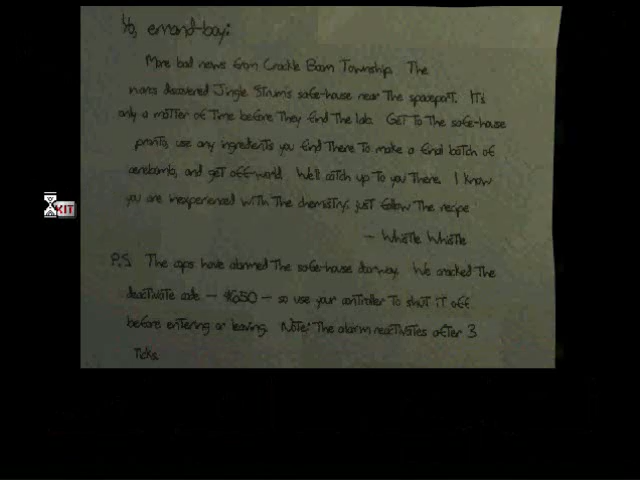 Yo, errand-boy:
More bad news from Crackle Boom Township. The
narcs discovered Jingle Strum's safe-house near the spaceport. It's
only a matter of time before they find the lab. Get to the safe-house
pronto, use any ingredients you find there to make a final batch of
cerebombs, and get off-world. We'll catch up to you there. I know
you are inexperienced with the chemistry; just follow the recipe
- Whistle Whistle
P.S. The cops have alarmed the safe-house doorway. We cracked the
deactivate code - - so use your controller to shut it off
before entering or leaving. Note: The alarm reactivates after 3
ticks.
KIT